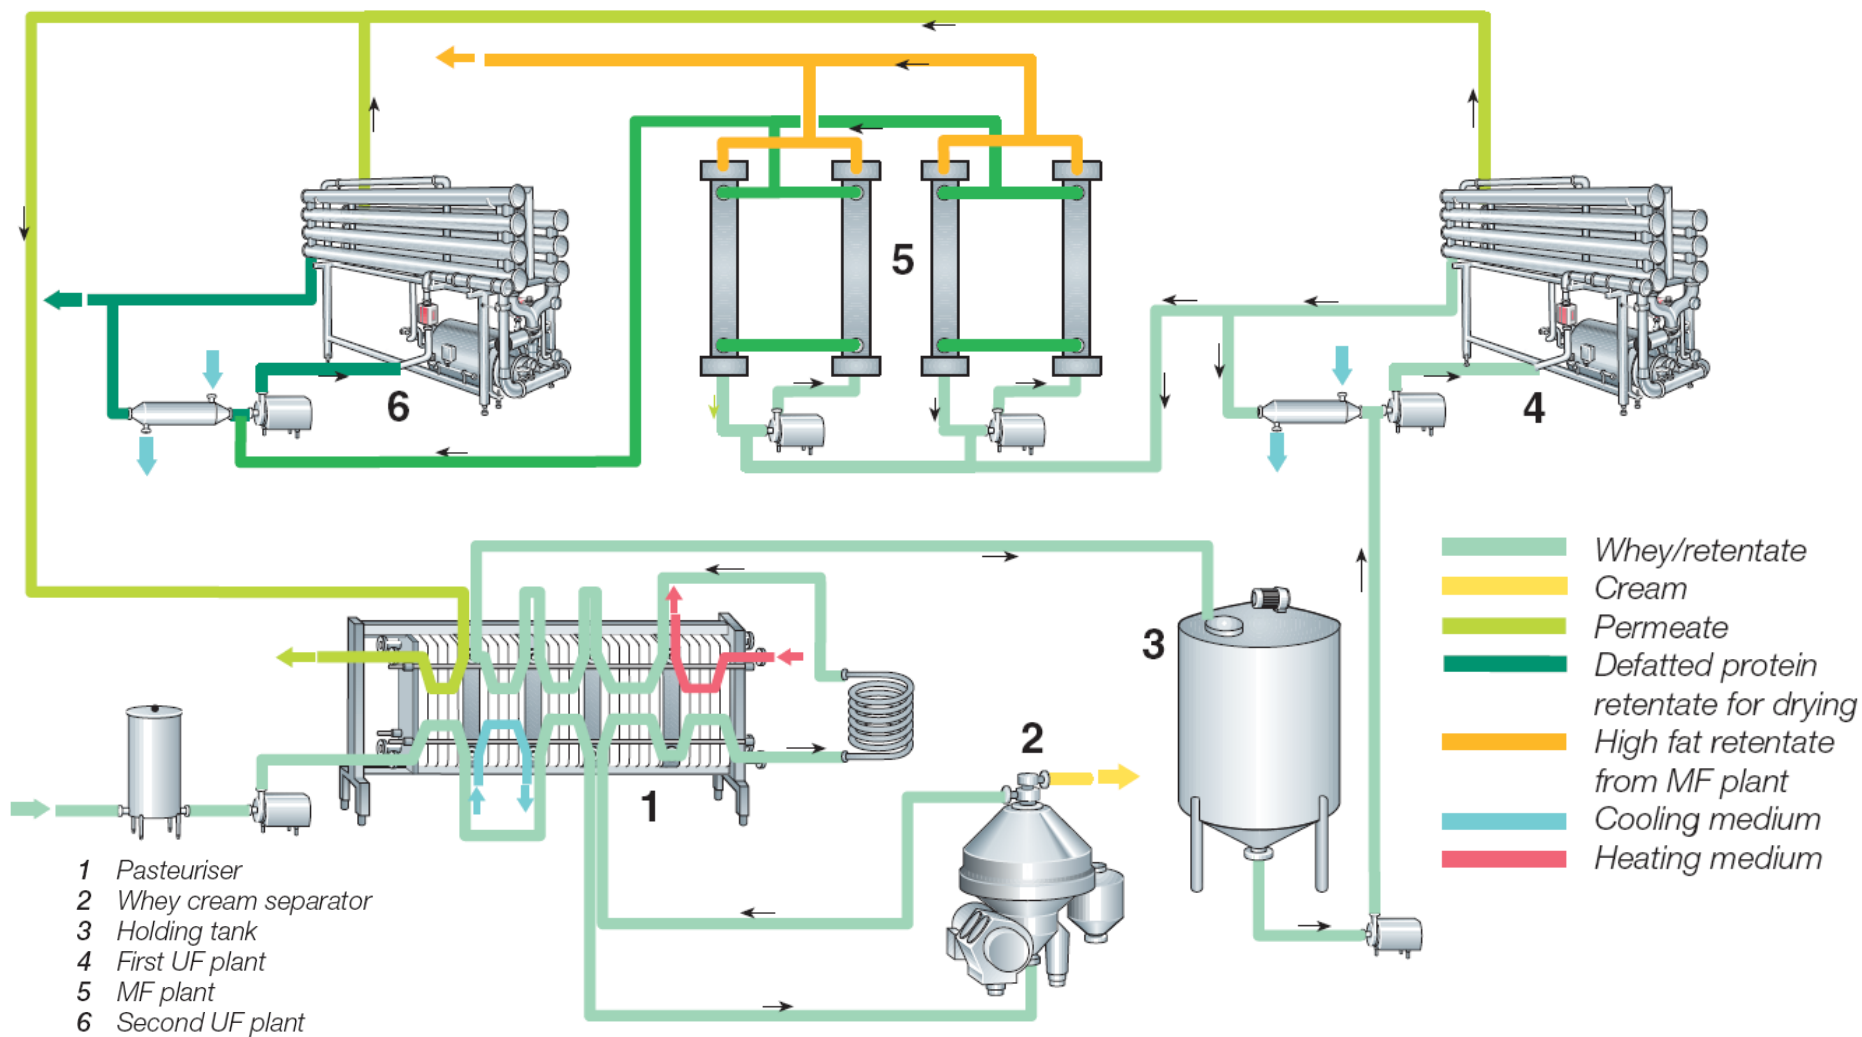 5
6
4
3
2
1
Whey/retentate
Cream
Permeate
Defatted protein
retentate for drying
High fat retentate
from MF plant
Cooling medium
Heating medium
1 Pasteuriser
2 Whey cream separator
3 Holding tank
4 First UF plant
5 MF plant
6 Second UF plant